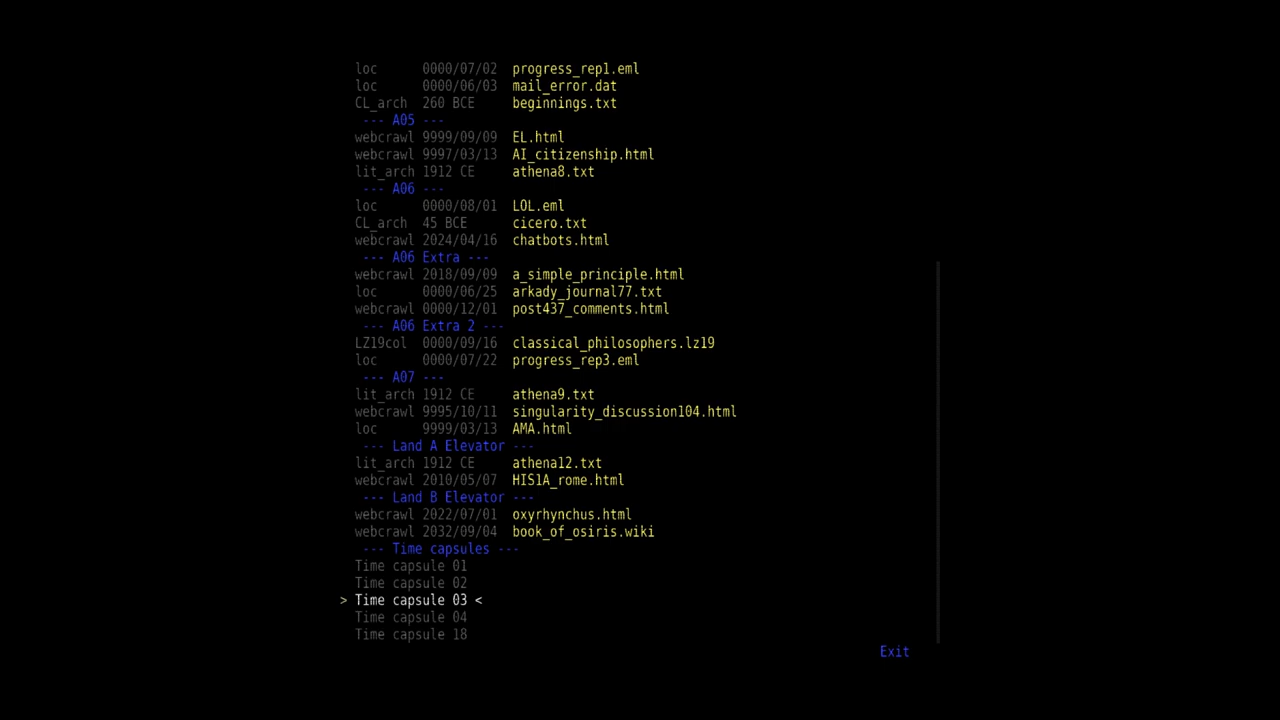 loc 0000/07/02 progress_rep1.eml
loc 0000/06/03 mail_error.dat
CL_arch 260 BCE beginnings.txt
--- A05 ---
webcrawl 9999/09/09 EL.html
webcrawl 9997/03/13 AI_citizenship.html
lit_arch 1912 CE athena8.txt
--- A06 ---
loc 0000/08/01 LOL.eml
CL_arch 45 BCE cicero.txt
webcrawl 2024/04/16 chatbots.html
--- A06 Extra ---
webcrawl 2018/09/09 a_simple_principle.html
loc 0000/06/25 arkady_journal77.txt
webcrawl 0000/12/01 post437_comments.html
--- A06 Extra 2 ---
LZ19col 0000/09/16 classical_philosophers.lz19
loc 0000/07/22 progress_rep3.eml
--- A07 ---
lit_arch 1912 CE athena9.txt
webcrawl 9995/10/11 singularity_discussion104.html
loc 9999/03/13 AMA.html
--- Land A Elevator ---
lit_arch 1912 CE athena12.txt
webcrawl 2010/05/07 HIS1A_rome.html
--- Land B Elevator ---
webcrawl 2022/07/01 oxyrhynchus.html
webcrawl 2032/09/04 book_of_osiris.wiki
--- Time capsules ---
Time capsule 01
Time capsule 02
> Time capsule 03 <
Time capsule 04
Time capsule 18
Exit